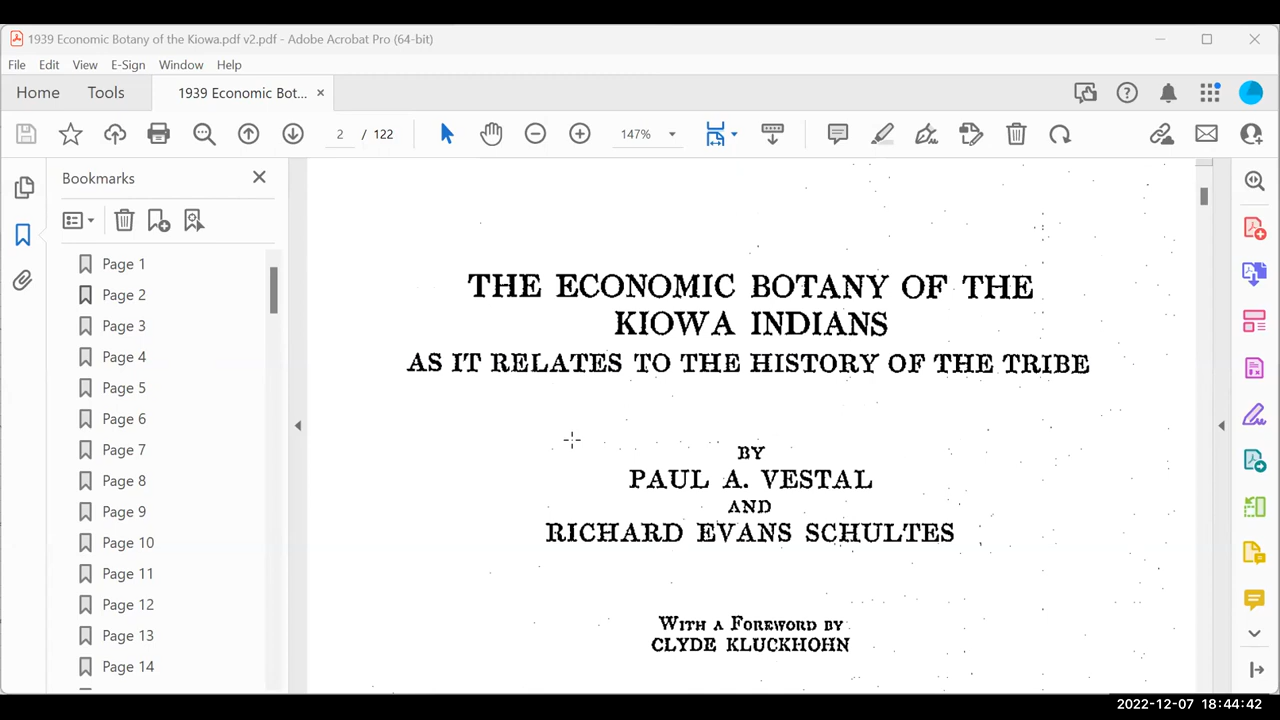 1939 Economic Botany of the Kiowa.pdf v2.pdf - Adobe Acrobat Pro (64-bit)
File Edit View E-Sign Window Help
Home Tools 1939 Economic Bot... ×
2 / 122 147%
Bookmarks
Page 1
Page 2
Page 3
Page 4
Page 5
Page 6
Page 7
Page 8
Page 9
Page 10
Page 11
Page 12
Page 13
Page 14
THE ECONOMIC BOTANY OF THE
KIOWA INDIANS
AS IT RELATES TO THE HISTORY OF THE TRIBE
BY
PAUL A. VESTAL
AND
RICHARD EVANS SCHULTES
WITH A FOREWORD BY
CLYDE KLUCKHOHN
2022-12-07 18:44:42